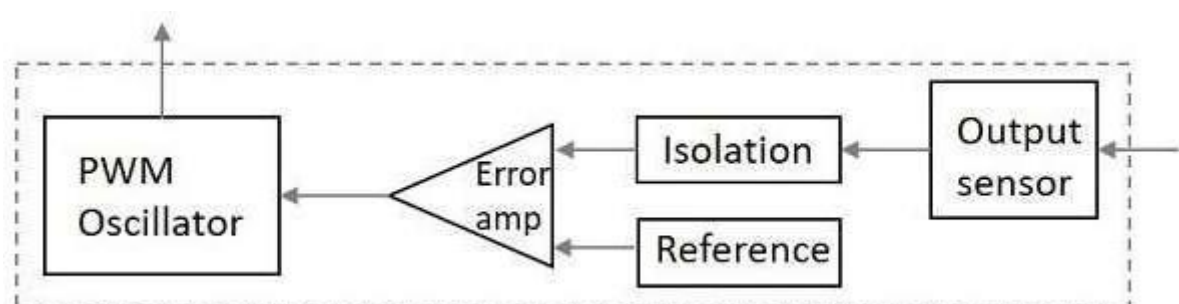 PWM
Oscillator
Error
amp
Isolation
Reference
Output
sensor